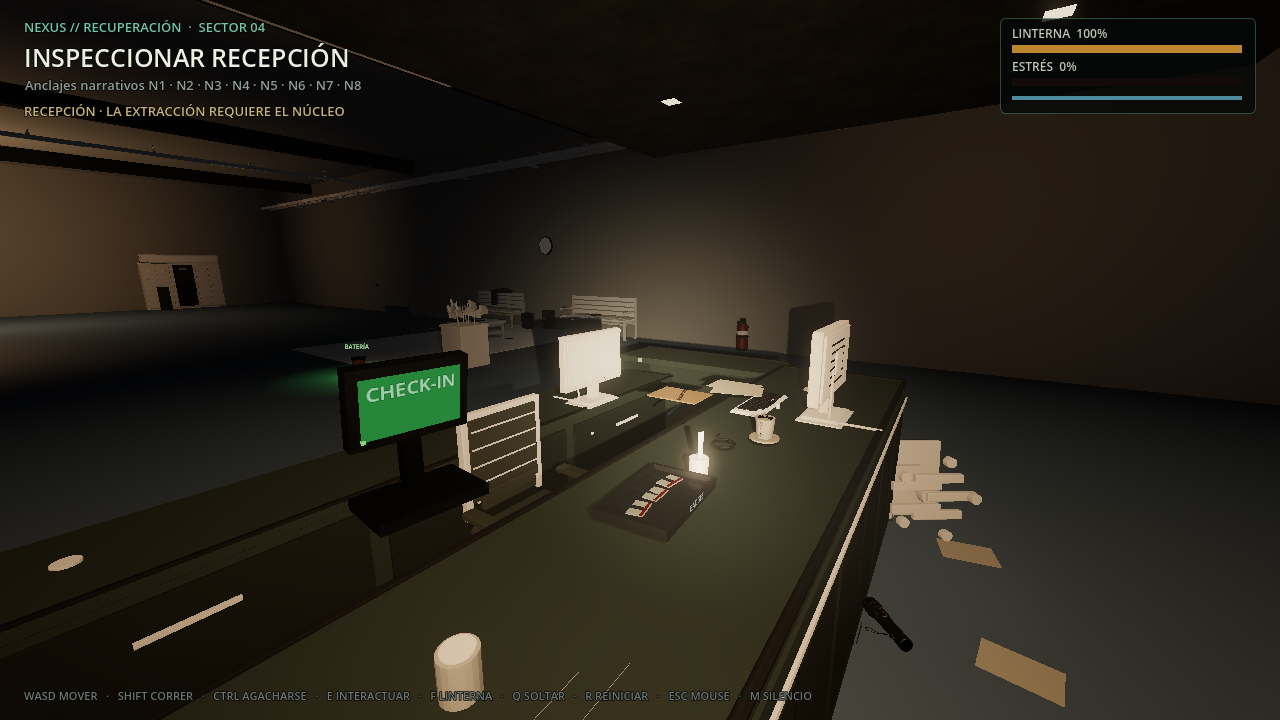 NEXUS // RECUPERACIÓN · SECTOR 04
INSPECCIONAR RECEPCIÓN
Anclajes narrativos N1 · N2 · N3 · N4 · N5 · N6 · N7 · N8
RECEPCIÓN · LA EXTRACCIÓN REQUIERE EL NÚCLEO
LINTERNA 100%
ESTRÉS 0%
BATERÍA
CHECK-IN
WASD MOVER · SHIFT CORRER · CTRL AGACHARSE · E INTERACTUAR · F LINTERNA · Q SOLTAR · R REINICIAR · ESC MOUSE · M SILENCIO